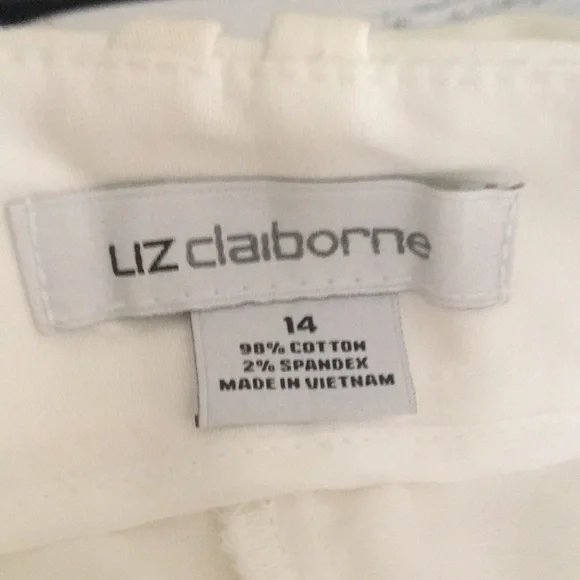 LIZ claiborne
14
98% COTTON
2% SPANDEX
MADE IN VIETNAM